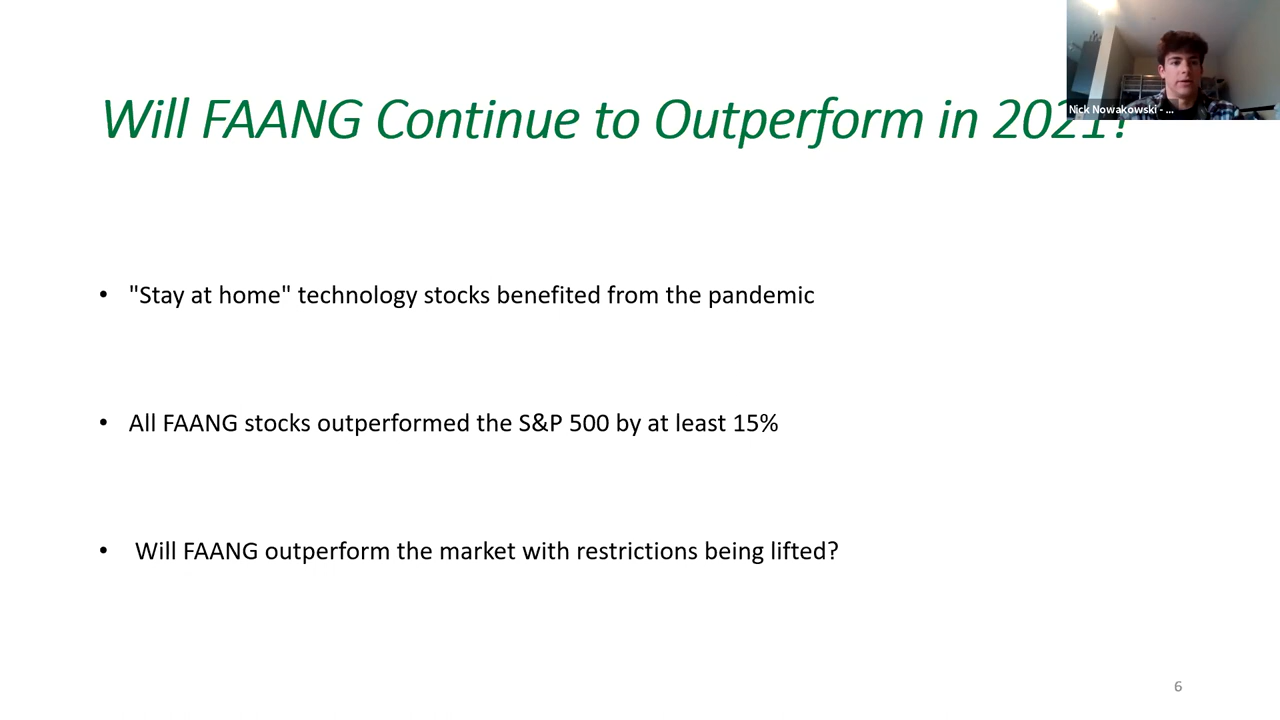 Will FAANG Continue to Outperform in 2021?
Nick Nowakowski - ...
• "Stay at home" technology stocks benefited from the pandemic
• All FAANG stocks outperformed the S&P 500 by at least 15%
• Will FAANG outperform the market with restrictions being lifted?
6